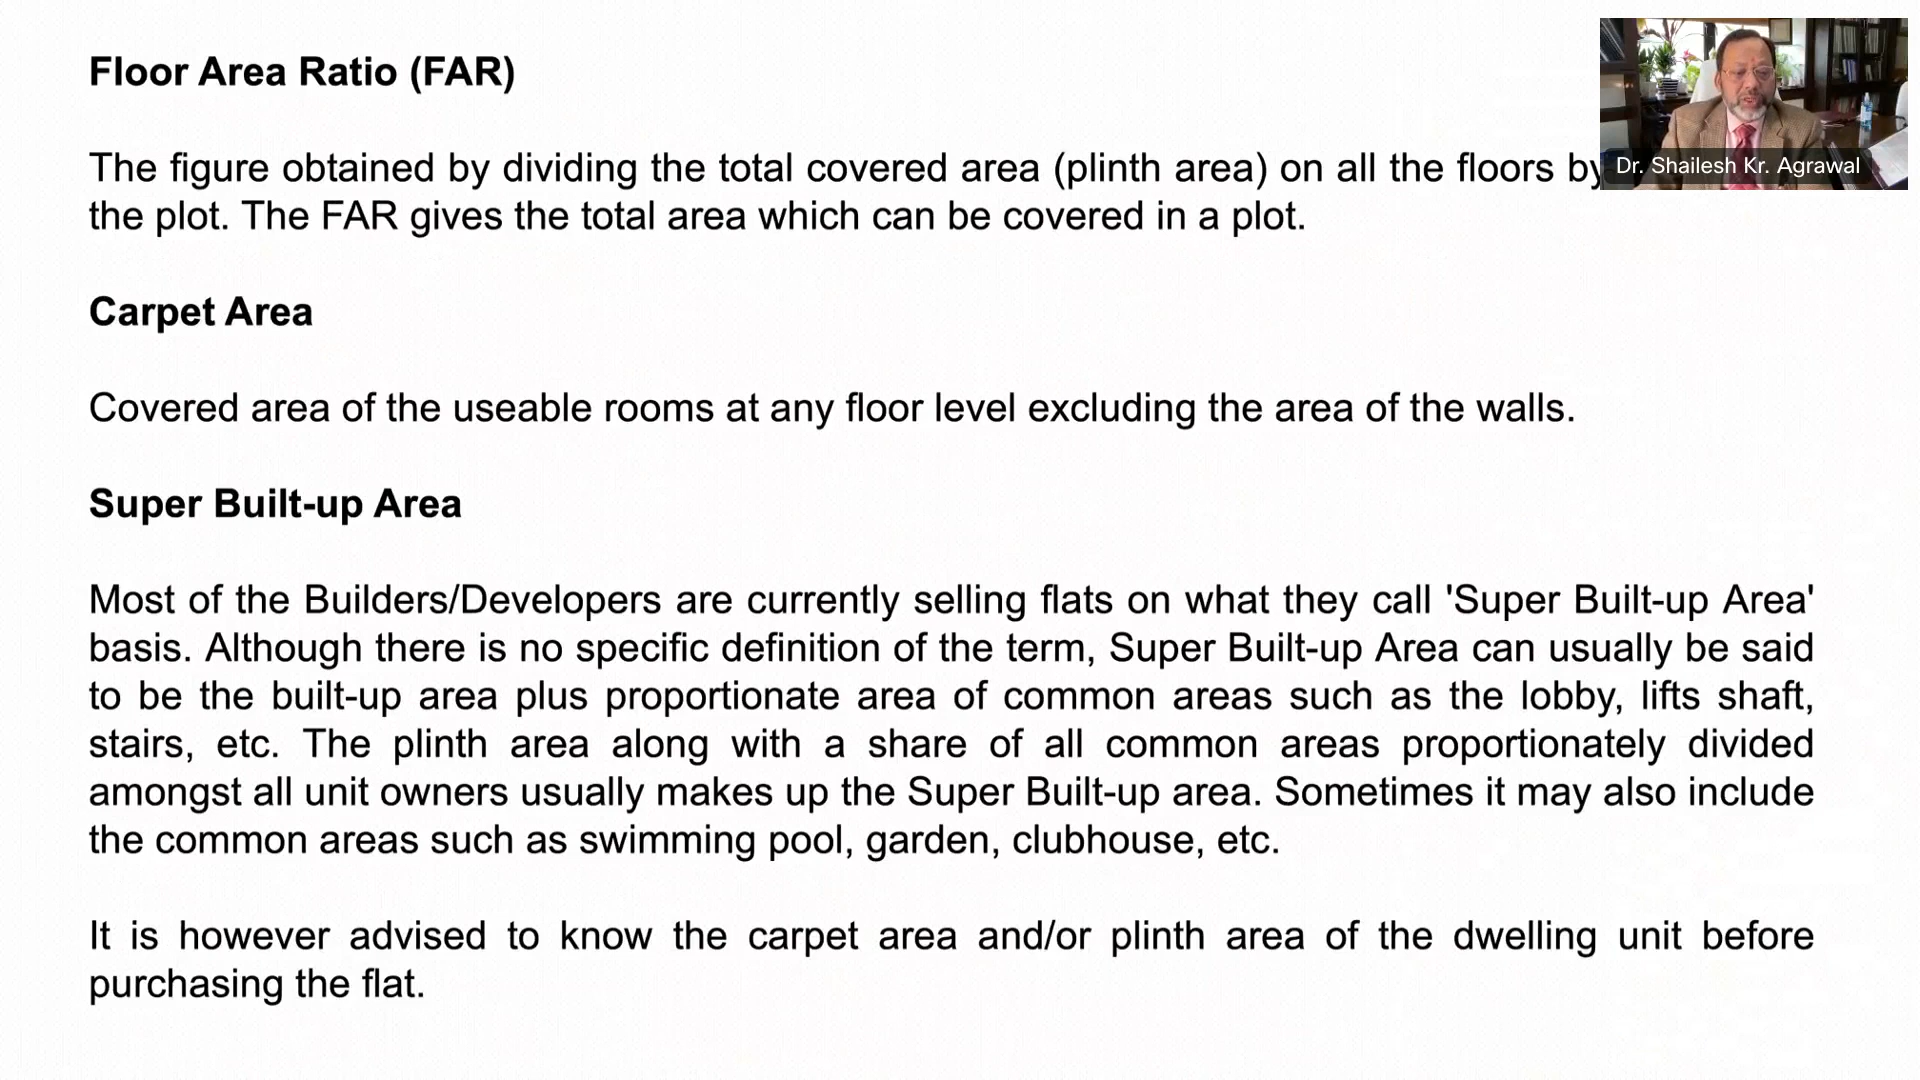 Floor Area Ratio (FAR)
The figure obtained by dividing the total covered area (plinth area) on all the floors by
the plot. The FAR gives the total area which can be covered in a plot.
Carpet Area
Covered area of the useable rooms at any floor level excluding the area of the walls.
Super Built-up Area
Most of the Builders/Developers are currently selling flats on what they call 'Super Built-up Area'
basis. Although there is no specific definition of the term, Super Built-up Area can usually be said
to be the built-up area plus proportionate area of common areas such as the lobby, lifts shaft,
stairs, etc. The plinth area along with a share of all common areas proportionately divided
amongst all unit owners usually makes up the Super Built-up area. Sometimes it may also include
the common areas such as swimming pool, garden, clubhouse, etc.
It is however advised to know the carpet area and/or plinth area of the dwelling unit before
purchasing the flat.
Dr. Shailesh Kr. Agrawal